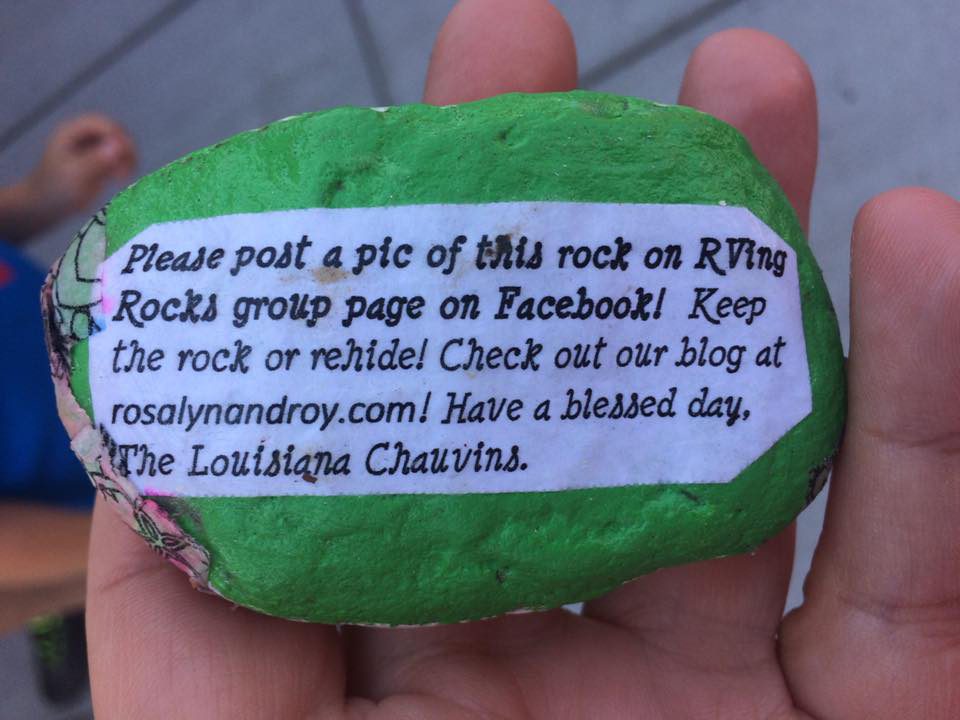 Please post a pic of this rock on RVing
Rocks group page on Facebook! Keep
the rock or rehide! Check out our blog at
rosalynandroy.com! Have a blessed day,
The Louisiana Chauvins.